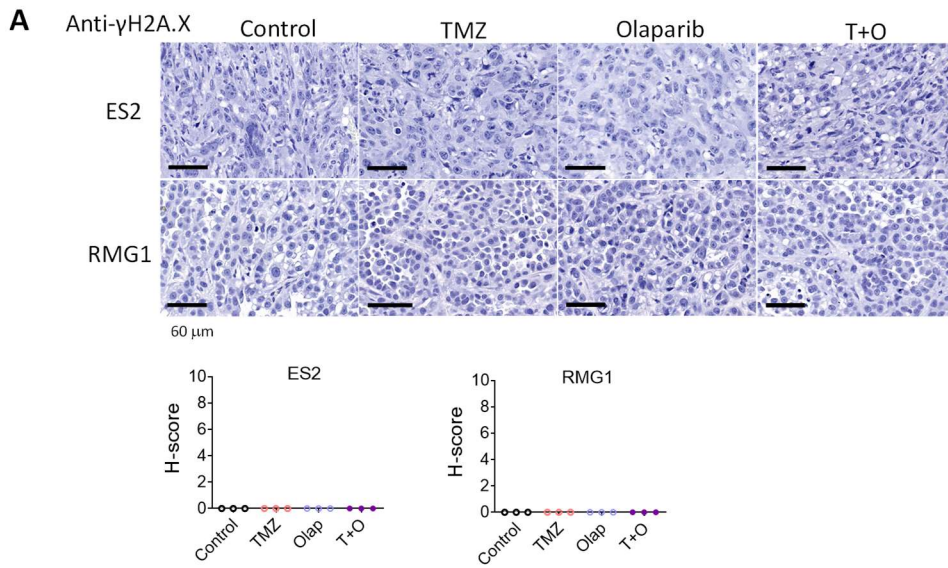 A
Anti-γH2A.X
Control
TMZ
Olaparib
T+O
ES2
RMG1
60 μm
ES2
H-score
10
8
6
4
2
0
Control
TMZ
Olap
T+O
RMG1
H-score
10
8
6
4
2
0
Control
TMZ
Olap
T+O